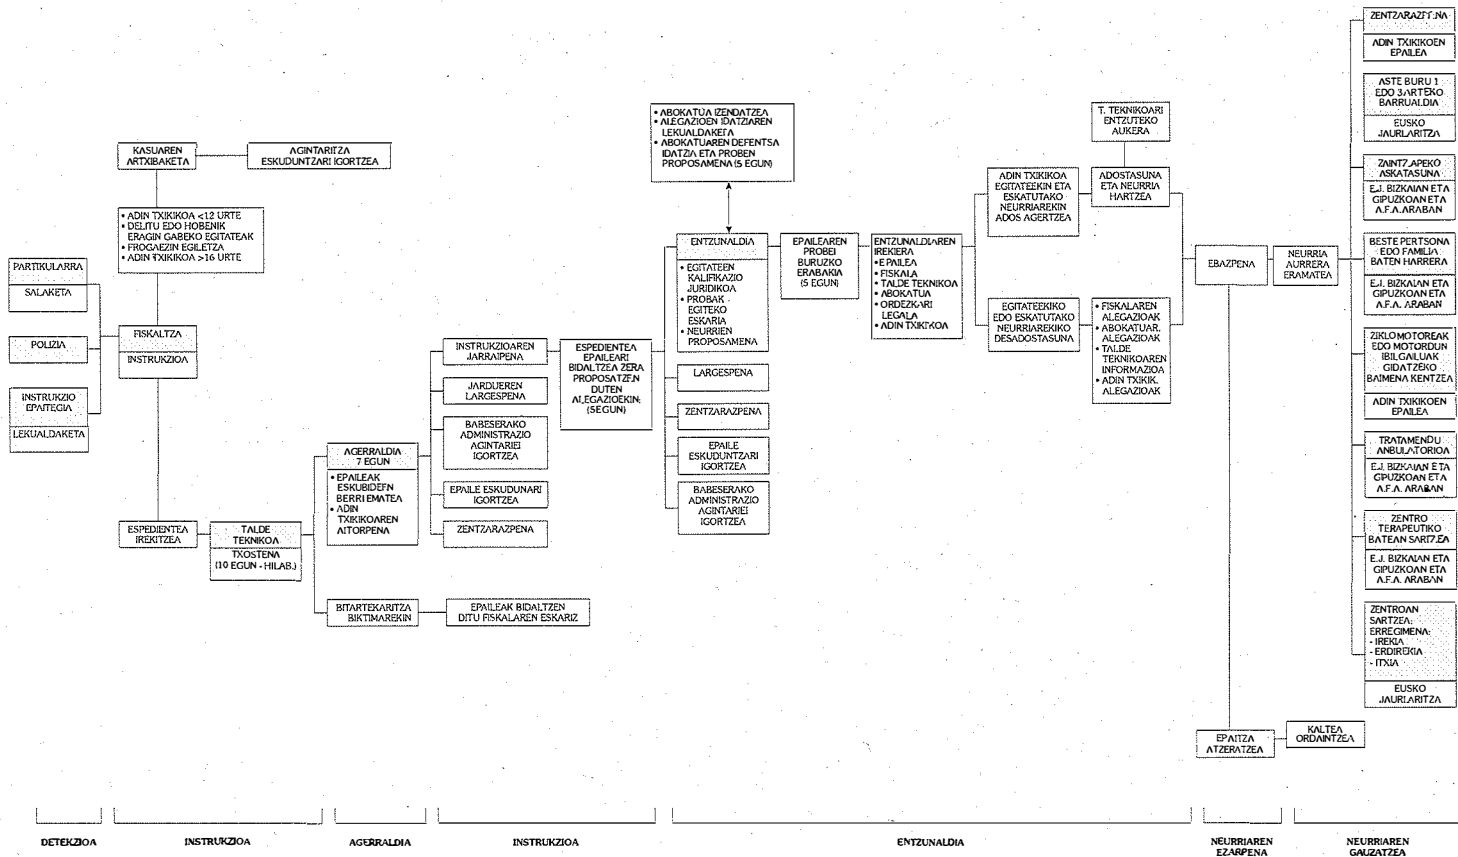 PARTIKULARRA
SALAKETA
POLIZIA
INSTRUKZIO
EPAITEGIA
LEKUALDAKETA
KASUAREN
ARTXIBAKETA
AGINTARITZA
ESKUDUNTZARI IGORTZEA
• ADIN TXIKIKOA <12 URTE
• DELITU EDO HOBENIK
ERAGIN GABEKO EGITATEAK
• FROGAEZIN EGILETZA
• ADIN TXIKIKOA >16 URTE
FISKALTZA
INSTRUKZIOA
ESPEDIENTEA
IREKITZEA
TALDE
TEKNIKOA
TXOSTENA
(10 EGUN - HILAB.)
AGERRALDIA
7 EGUN
• EPAILEAK
ESKUBIDEEN
BERRI EMATEA
• ADIN
TXIKIKOAREN
AITORPENA
BITARTEKARITZA
BIKTIMAREKIN
EPAILEAK BIDALTZEN
DITU FISKALAREN ESKARIZ
INSTRUKZIOAREN
JARRAIPENA
JARDUEREN
LARGESPENA
BABESERAKO
ADMINISTRAZIO
AGINTARIEI
IGORTZEA
EPAILE ESKUDUNARI
IGORTZEA
ZENTZARAZPENA
ESPEDIENTEA
EPAILEARI
BIDALTZEA ZERA
PROPOSATZEN
DUTEN
ALEGAZIOEKIN:
(5EGUN)
• ABOKATUA IZENDATZEA
• ALEGAZIOEN IDATZIAREN
LEKUALDAKETA
• ABOKATUAREN DEFENTSA
IDATZIA ETA PROBEN
PROPOSAMENA (5 EGUN)
ENTZUNALDIA
• EGITATEEN
KALIFIKAZIO
JURIDIKOA
• PROBAK
EGITEKO
ESKARIA
• NEURRIEN
PROPOSAMENA
LARGESPENA
ZENTZARAZPENA
EPAILE
ESKUDUNTZARI
IGORTZEA
BABESERAKO
ADMINISTRAZIO
AGINTARIEI
IGORTZEA
EPAILEAREN
PROBEI
BURUZKO
ERABAKIA
(5 EGUN)
ENTZUNALDIAREN
IREKIERA
• EPAILEA
• FISKALA
• TALDE TEKNIKOA
• ABOKATUA
• ORDEZKARI
LEGALA
• ADIN TXIKIKOA
ADIN TXIKIKOA
EGITATEEKIN ETA
ESKATUTAKO
NEURRIAREKIN
ADOS AGERTZEA
T. TEKNIKOARI
ENTZUTEKO
AUKERA
ADOSTASUNA
ETA NEURRIA
HARTZEA
EGITATEEKIKO
EDO ESKATUTAKO
NEURRIAREKIKO
DESADOSTASUNA
• FISKALAREN
ALEGAZIOAK
• ABOKATUAR.
ALEGAZIOAK
• TALDE
TEKNIKOAREN
INFORMAZIOA
• ADIN TXIKIK.
ALEGAZIOAK
EBAZPENA
NEURRIA
AURRERA
ERAMATEA
EPAITZA
ATZERATZEA
KALTEA
ORDAINTZEA
ZENTZARAZPENA
ADIN TXIKIKOEN
EPAILEA
ASTE BURU 1
EDO 3ARTEKO
BARRUALDIA
EUSKO
JAURLARITZA
ZAINTZAPEKO
ASKATASUNA
E.J. BIZKAIAN ETA
GIPUZKOAN ETA
A.F.A. ARABAN
BESTE PERTSONA
EDO FAMILIA
BATEN HARRERA
E.J. BIZKAIAN ETA
GIPUZKOAN ETA
A.F.A. ARABAN
ZIKLOMOTOREAK
EDO MOTORDUN
IBILGAILUAK
GIDATZEKO
BAIMENA KENTZEA
ADIN TXIKIKOEN
EPAILEA
TRATAMENDU
ANBULATORIOA
E.J. BIZKAIAN ETA
GIPUZKOAN ETA
A.F.A. ARABAN
ZENTRO
TERAPEUTIKO
BATEAN SARTZEA
E.J. BIZKAIAN ETA
GIPUZKOAN ETA
A.F.A. ARABAN
ZENTROAN
SARTZEA:
ERREGIMENA:
- IREKIA
- ERDIREKIA
- ITXIA
EUSKO
JAURLARITZA
DETEKZIOA
INSTRUKZIOA
AGERRALDIA
INSTRUKZIOA
ENTZUNALDIA
NEURRIAREN
EZARPENA
NEURRIAREN
GAUZATZEA